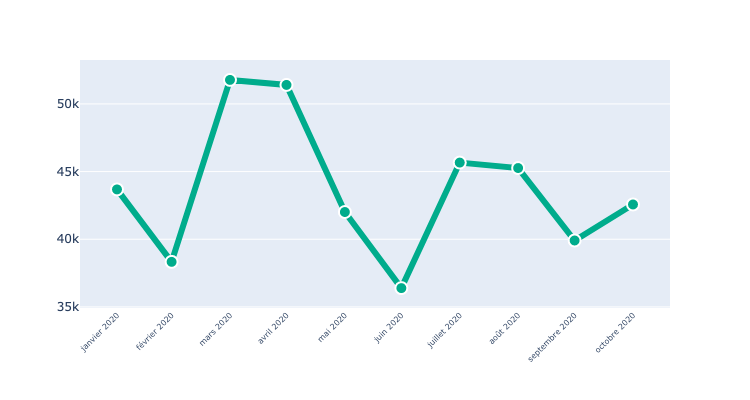 50k
45k
40k
35k
janvier 2020
février 2020
mars 2020
avril 2020
mai 2020
juin 2020
juillet 2020
août 2020
septembre 2020
octobre 2020